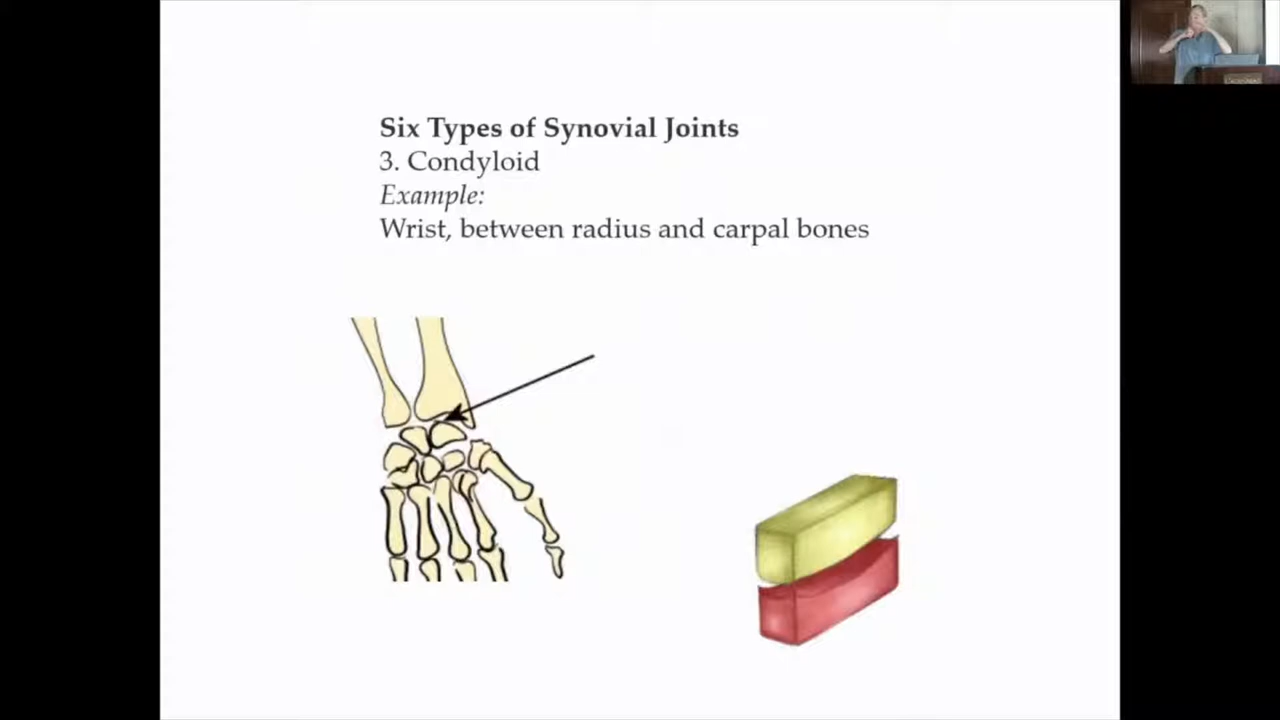 Six Types of Synovial Joints
3. Condyloid
Example:
Wrist, between radius and carpal bones